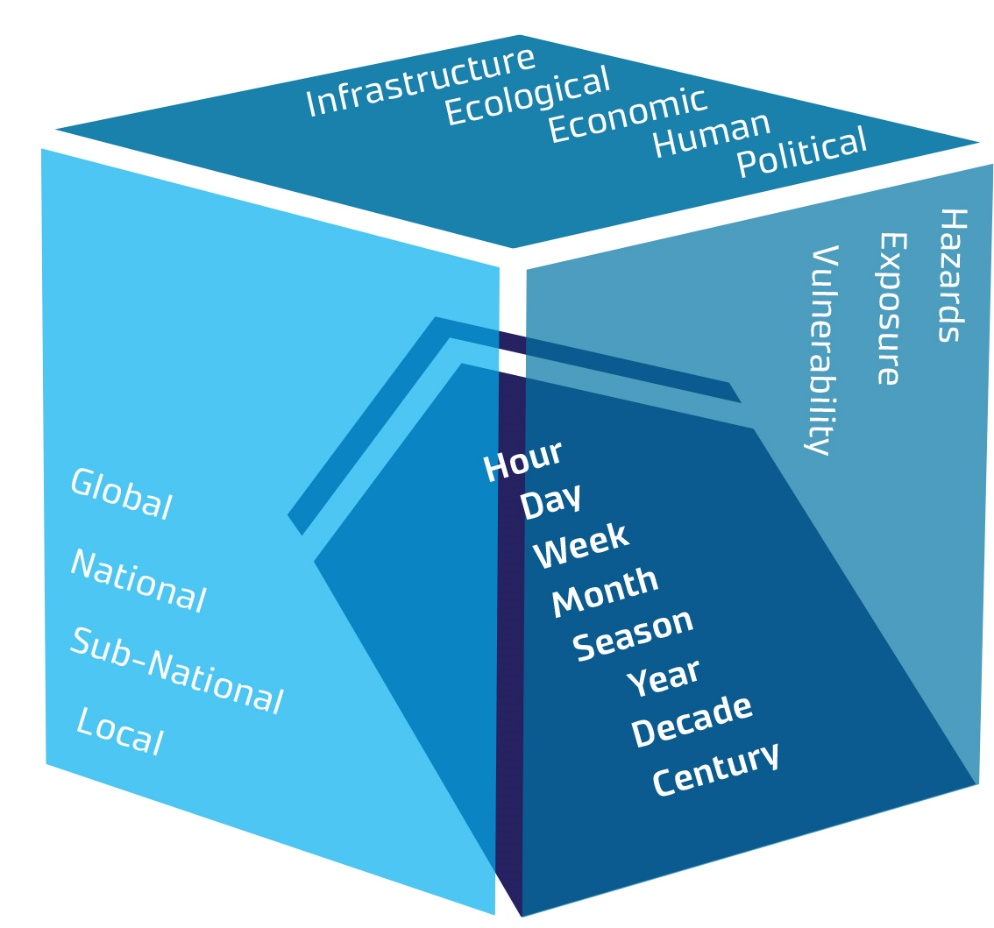 Infrastructure
Ecological
Economic
Human
Political
Hazards
Exposure
Vulnerability
Global
National
Sub-National
Local
Hour
Day
Week
Month
Season
Year
Decade
Century